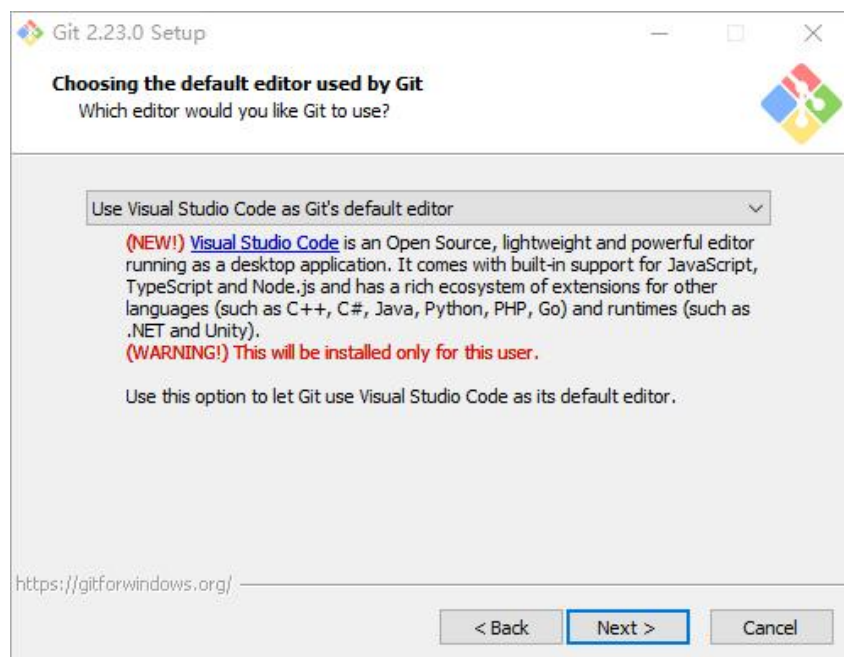 Git 2.23.0 Setup
Choosing the default editor used by Git
Which editor would you like Git to use?
Use Visual Studio Code as Git's default editor
(NEW!) Visual Studio Code is an Open Source, lightweight and powerful editor
running as a desktop application. It comes with built-in support for JavaScript,
TypeScript and Node.js and has a rich ecosystem of extensions for other
languages (such as C++, C#, Java, Python, PHP, Go) and runtimes (such as
.NET and Unity).
(WARNING!) This will be installed only for this user.
Use this option to let Git use Visual Studio Code as its default editor.
https://gitforwindows.org/
< Back Next > Cancel